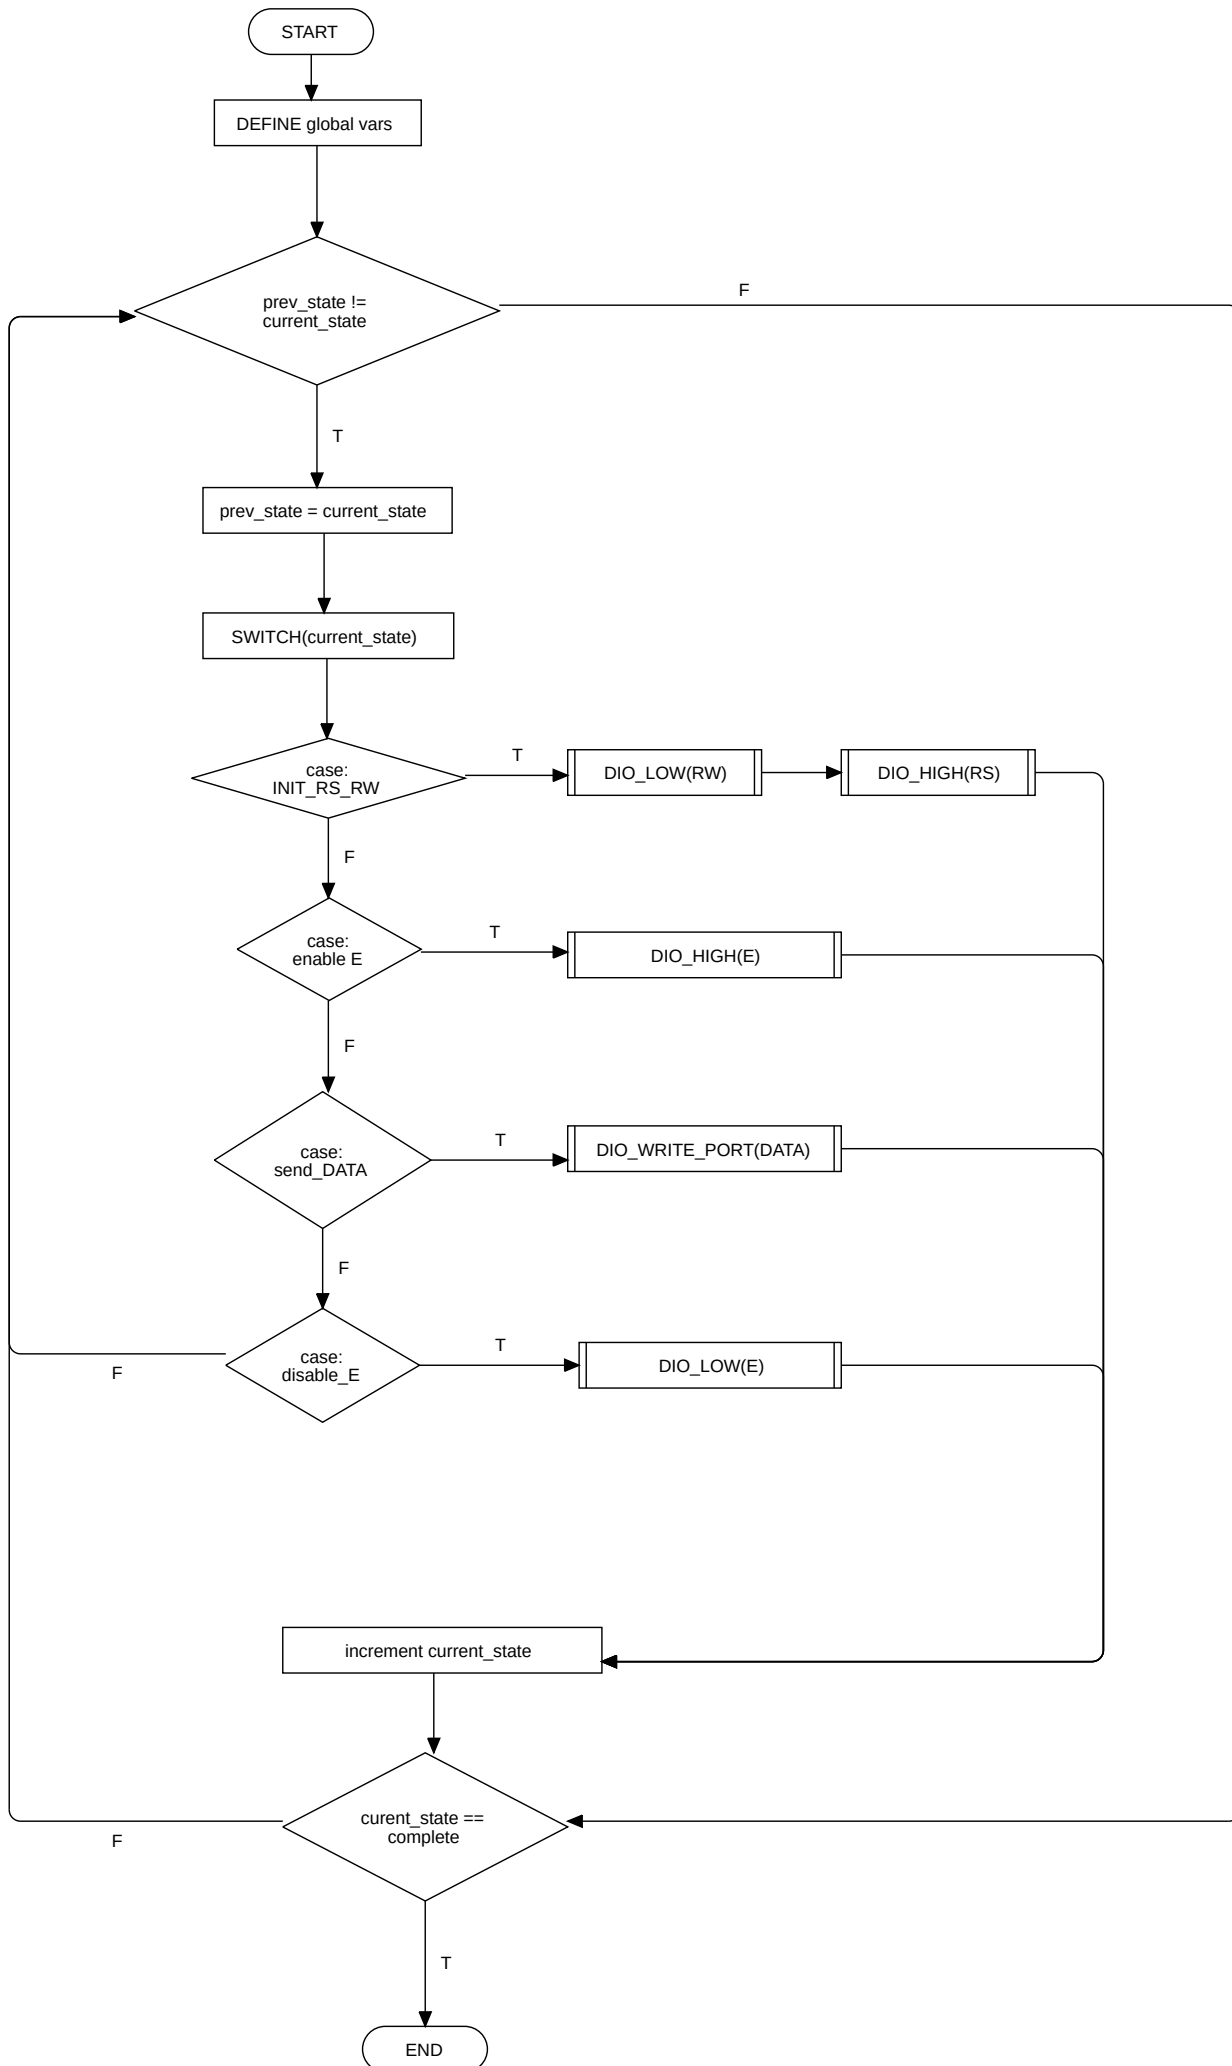 START
DEFINE global vars
F
prev_state !=
current_state
T
prev_state = current_state
SWITCH(current_state)
case:
INIT_RS_RW
T
DIO_LOW(RW)
DIO_HIGH(RS)
F
case:
enable E
T
DIO_HIGH(E)
F
case:
send_DATA
T
DIO_WRITE_PORT(DATA)
F
case:
disable_E
T
DIO_LOW(E)
F
increment current_state
curent_state ==
complete
F
T
END